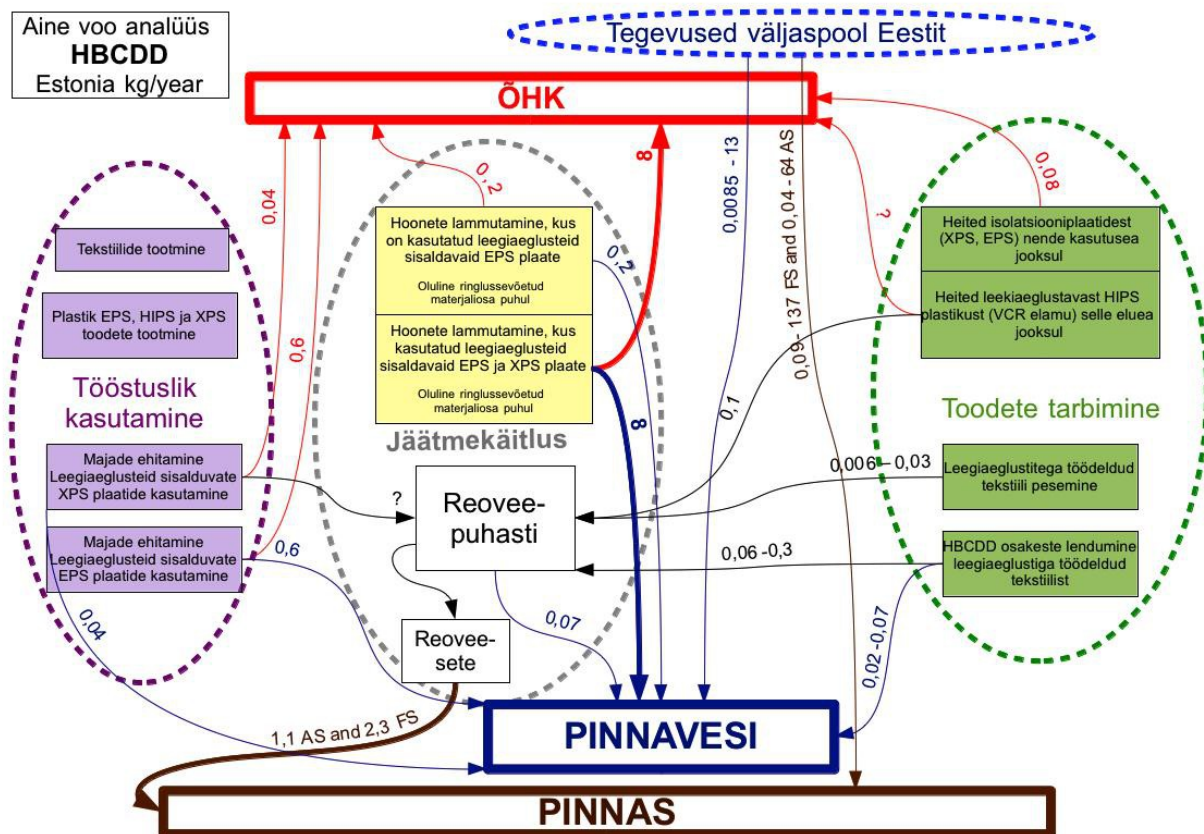 Aine voo analüüs
HBCDD
Estonia kg/year
Tegevused väljaspool Eestit
ÕHK
0,04
0,6
0,2
8
0,0085 - 13
0,09- 137 FS and 0,04 - 64 AS
?
0,08
Tekstiilide tootmine
Plastik EPS, HIPS ja XPS
toodete tootmine
Tööstuslik
kasutamine
Majade ehitamine
Leegiaeglusteid sisalduvate
XPS plaatide kasutamine
Majade ehitamine
Leegiaeglusteid sisalduvate
EPS plaatide kasutamine
Hoonete lammutamine, kus
on kasutatud leegiaeglusteid
sisaldavaid EPS plaate
Oluline ringlussevõetud
materjaliosa puhul
Hoonete lammutamine, kus
kasutatud leegiaeglusteid
sisaldavaid EPS ja XPS plaate
Oluline ringlussevõetud
materjaliosa puhul
0,2
8
Jäätmekäitlus
?
Reovee-
puhasti
Reovee-
sete
Heited isolatsiooniplaatidest
(XPS, EPS) nende kasutusea
jooksul
Heited leekiaeglustavast HIPS
plastikust (VCR elamu) selle eluea
jooksul
Toodete tarbimine
0,1
0,006 – 0,03
Leegiaeglustitega töödeldud
tekstiili pesemine
0,06 -0,3
HBCDD osakeste lendumine
leegiaeglustiga töödeldud
tekstiilist
0,6
0,04
0,07
0,02 -0,07
1,1 AS and 2,3 FS
PINNAVESI
PINNAS